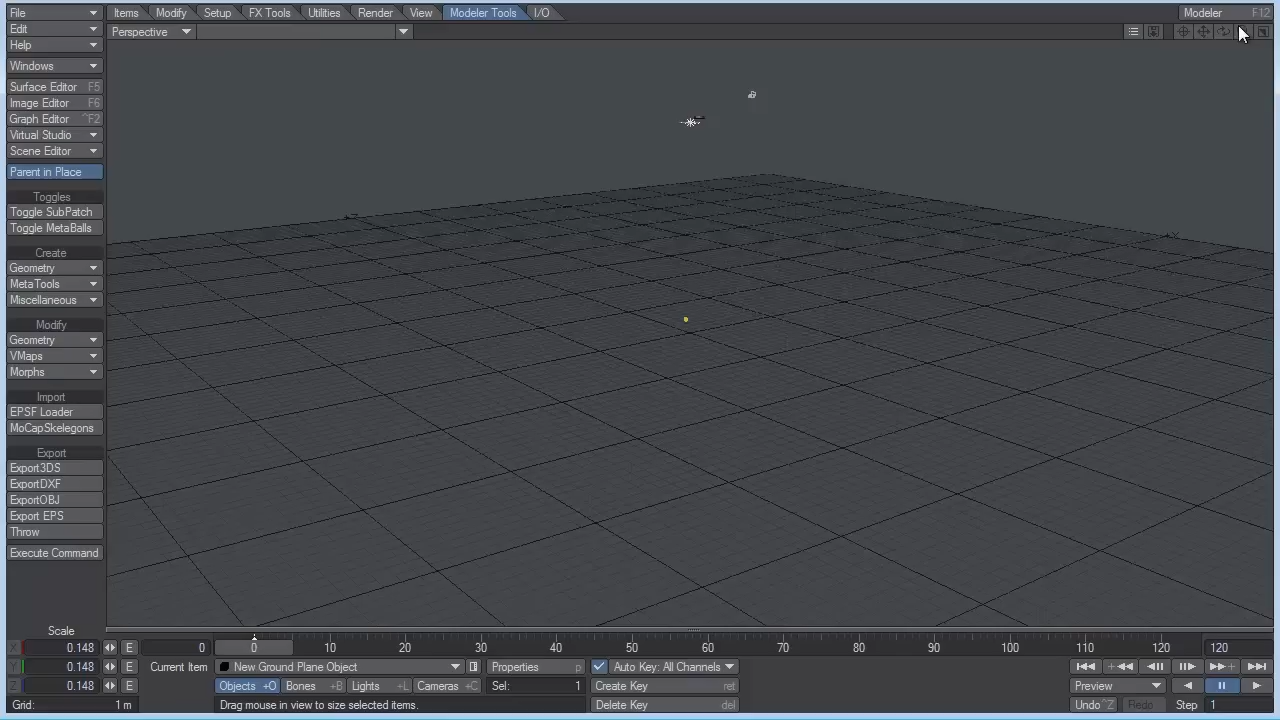 File
Items
Modify
Setup
FX Tools
Utilities
Render
View
Modeler Tools
I/O
Modeler F12
Edit
Perspective
Help
Windows
Surface Editor F5
Image Editor F6
Graph Editor ^F2
Virtual Studio
Scene Editor
Parent in Place
Toggles
Toggle SubPatch
Toggle MetaBalls
Create
Geometry
MetaTools
Miscellaneous
Modify
Geometry
VMaps
Morphs
Import
EPSF Loader
MoCapSkelegons
Export
Export3DS
ExportDXF
ExportOBJ
Export EPS
Throw
Execute Command
Scale
X 0.148 E 0
0 10 20 30 40 50 60 70 80 90 100 110 120 120
Y 0.148 E Current Item New Ground Plane Object Properties p Auto Key: All Channels
Z 0.148 E Objects +O Bones +B Lights +L Cameras +C Sel: 1 Create Key ret Preview
Grid: 1 m Drag mouse in view to size selected items. Delete Key del Undo ^Z Redo Step 1